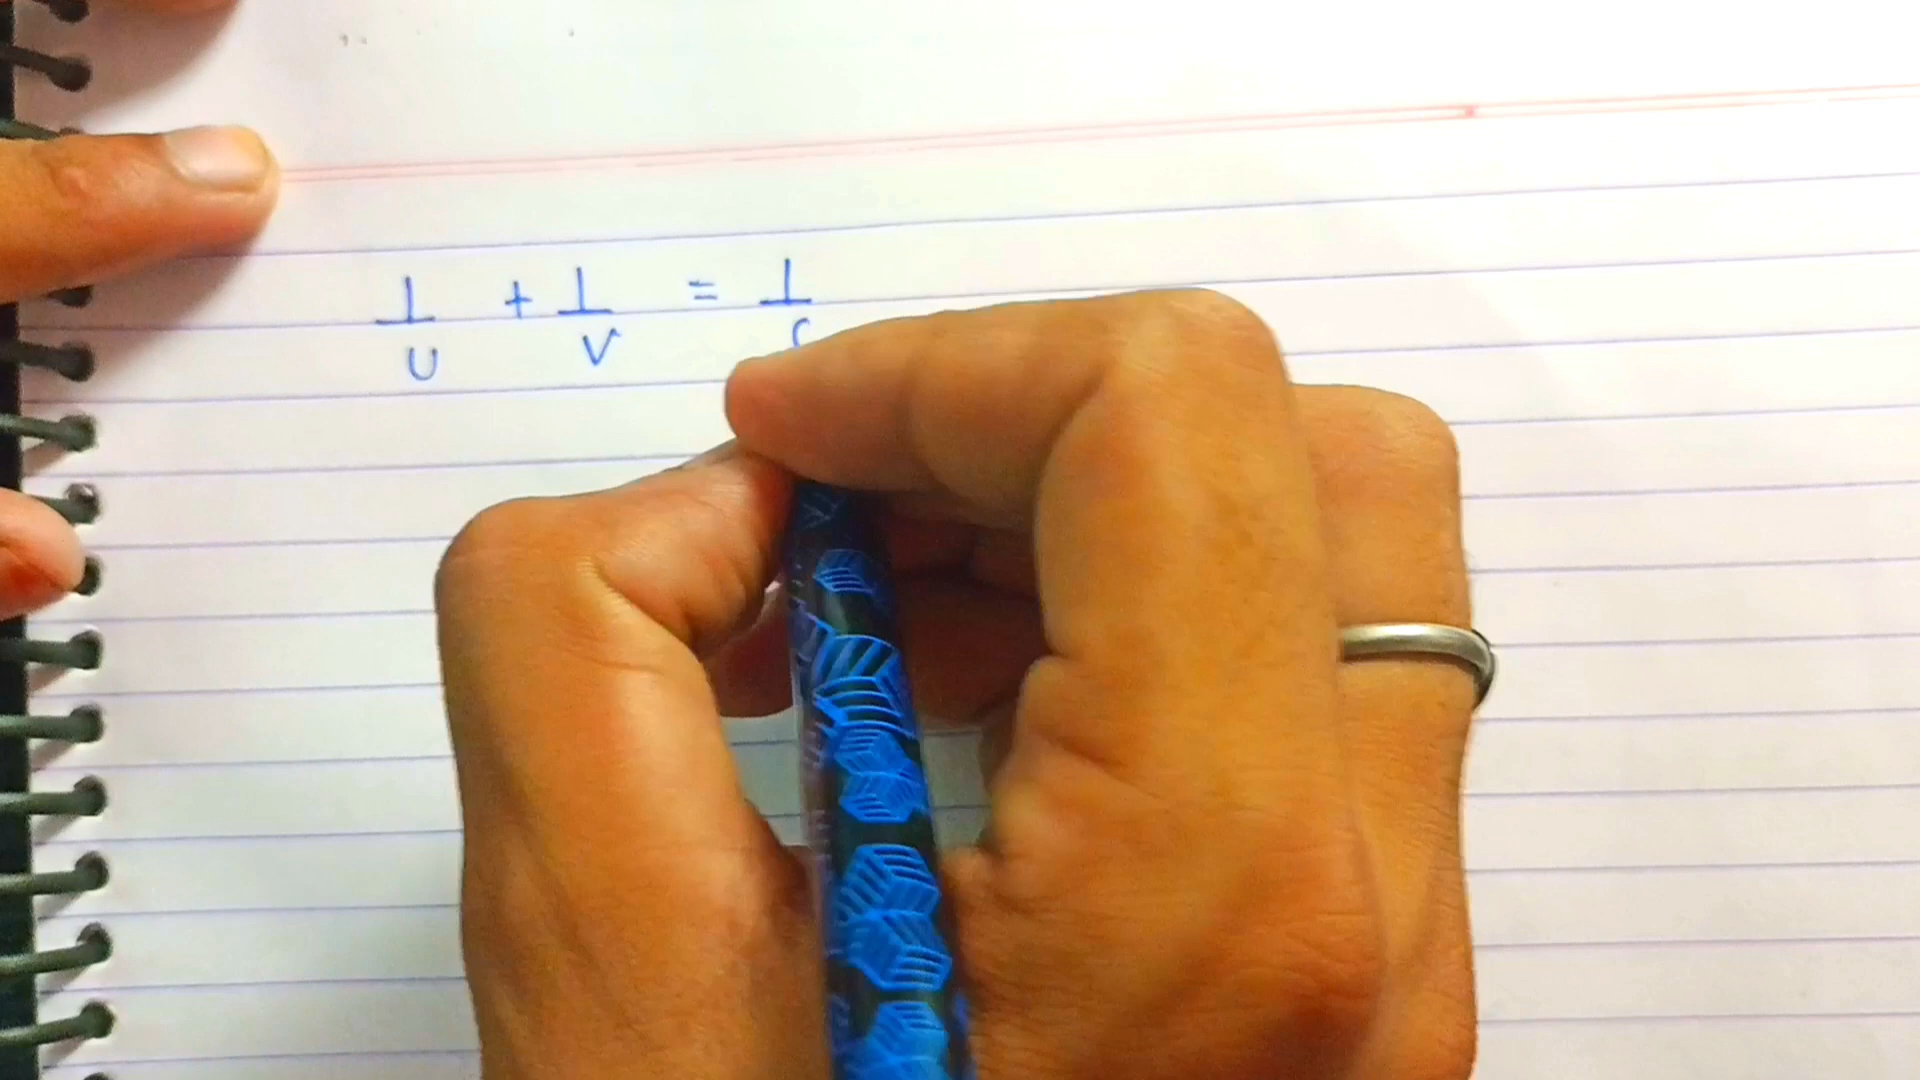 1/U + 1/V = 1/